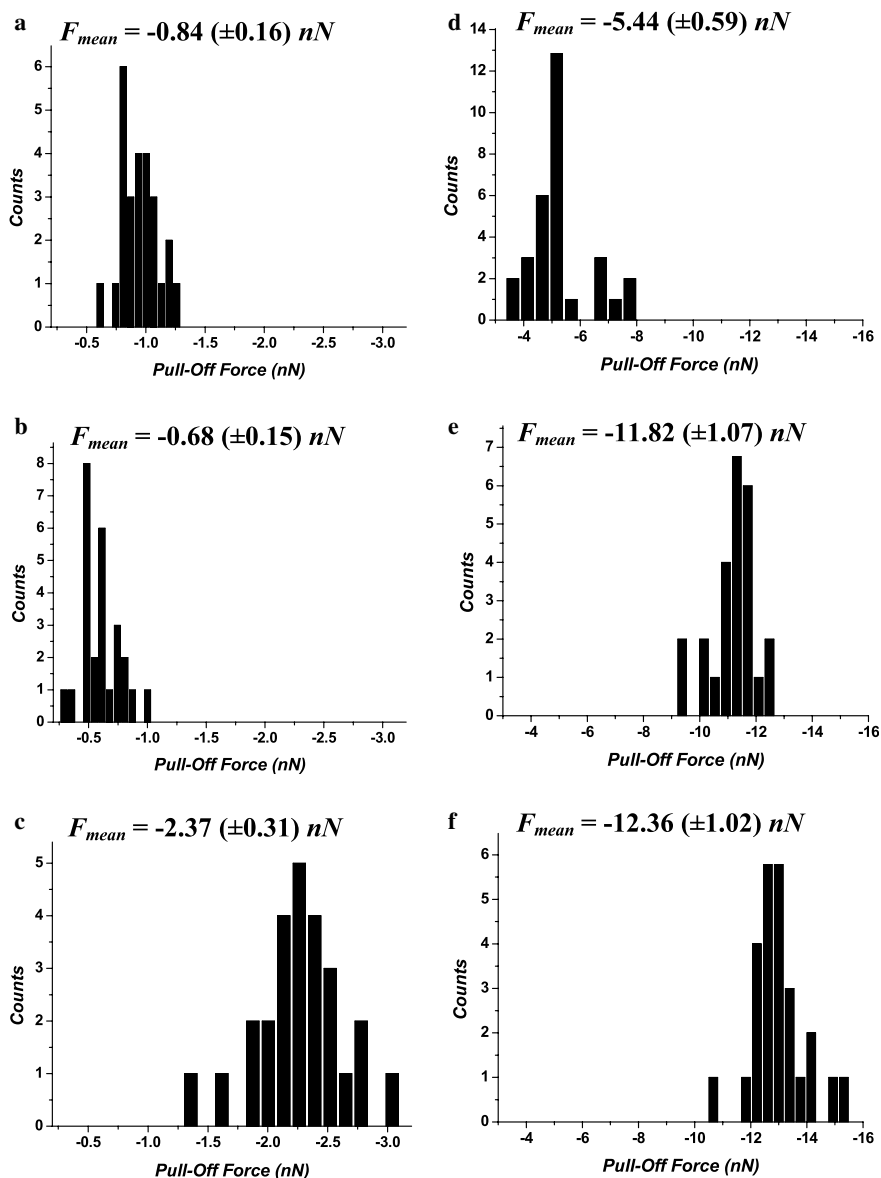 a
F_mean = -0.84 (±0.16) nN
6
5
4
3
2
1
0
Counts
-0.5 -1.0 -1.5 -2.0 -2.5 -3.0
Pull-Off Force (nN)
d
F_mean = -5.44 (±0.59) nN
14
12
10
8
6
4
2
0
Counts
-4 -6 -8 -10 -12 -14 -16
Pull-Off Force (nN)
b
F_mean = -0.68 (±0.15) nN
8
7
6
5
4
3
2
1
0
Counts
-0.5 -1.0 -1.5 -2.0 -2.5 -3.0
Pull-Off Force (nN)
e
F_mean = -11.82 (±1.07) nN
7
6
5
4
3
2
1
0
Counts
-4 -6 -8 -10 -12 -14 -16
Pull-Off Force (nN)
c
F_mean = -2.37 (±0.31) nN
5
4
3
2
1
0
Counts
-0.5 -1.0 -1.5 -2.0 -2.5 -3.0
Pull-Off Force (nN)
f
F_mean = -12.36 (±1.02) nN
6
5
4
3
2
1
0
Counts
-4 -6 -8 -10 -12 -14 -16
Pull-Off Force (nN)